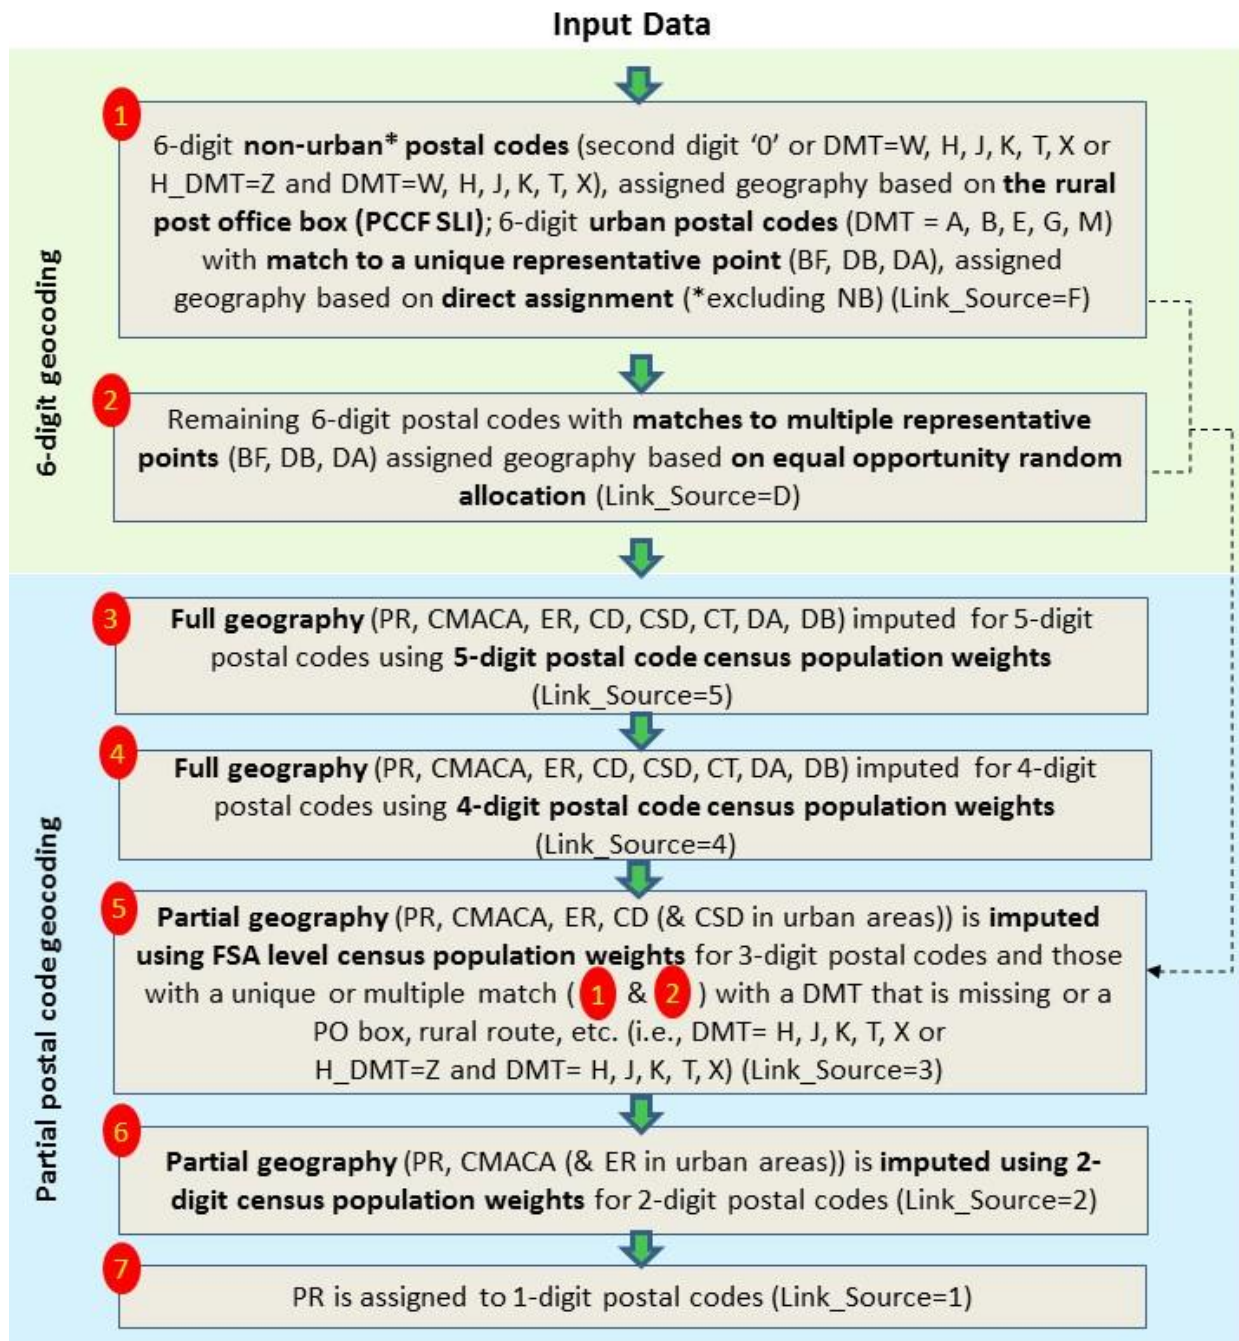 Input Data
6-digit geocoding
1
6-digit non-urban* postal codes (second digit ‘0’ or DMT=W, H, J, K, T, X or
H_DMT=Z and DMT=W, H, J, K, T, X), assigned geography based on the rural
post office box (PCCF SLI); 6-digit urban postal codes (DMT = A, B, E, G, M)
with match to a unique representative point (BF, DB, DA), assigned
geography based on direct assignment (*excluding NB) (Link_Source=F)
2
Remaining 6-digit postal codes with matches to multiple representative
points (BF, DB, DA) assigned geography based on equal opportunity random
allocation (Link_Source=D)
Partial postal code geocoding
3
Full geography (PR, CMACA, ER, CD, CSD, CT, DA, DB) imputed for 5-digit
postal codes using 5-digit postal code census population weights
(Link_Source=5)
4
Full geography (PR, CMACA, ER, CD, CSD, CT, DA, DB) imputed for 4-digit
postal codes using 4-digit postal code census population weights
(Link_Source=4)
5
Partial geography (PR, CMACA, ER, CD (& CSD in urban areas)) is imputed
using FSA level census population weights for 3-digit postal codes and those
with a unique or multiple match ( 1 & 2 ) with a DMT that is missing or a
PO box, rural route, etc. (i.e., DMT= H, J, K, T, X or
H_DMT=Z and DMT= H, J, K, T, X) (Link_Source=3)
6
Partial geography (PR, CMACA (& ER in urban areas)) is imputed using 2-
digit census population weights for 2-digit postal codes (Link_Source=2)
7
PR is assigned to 1-digit postal codes (Link_Source=1)